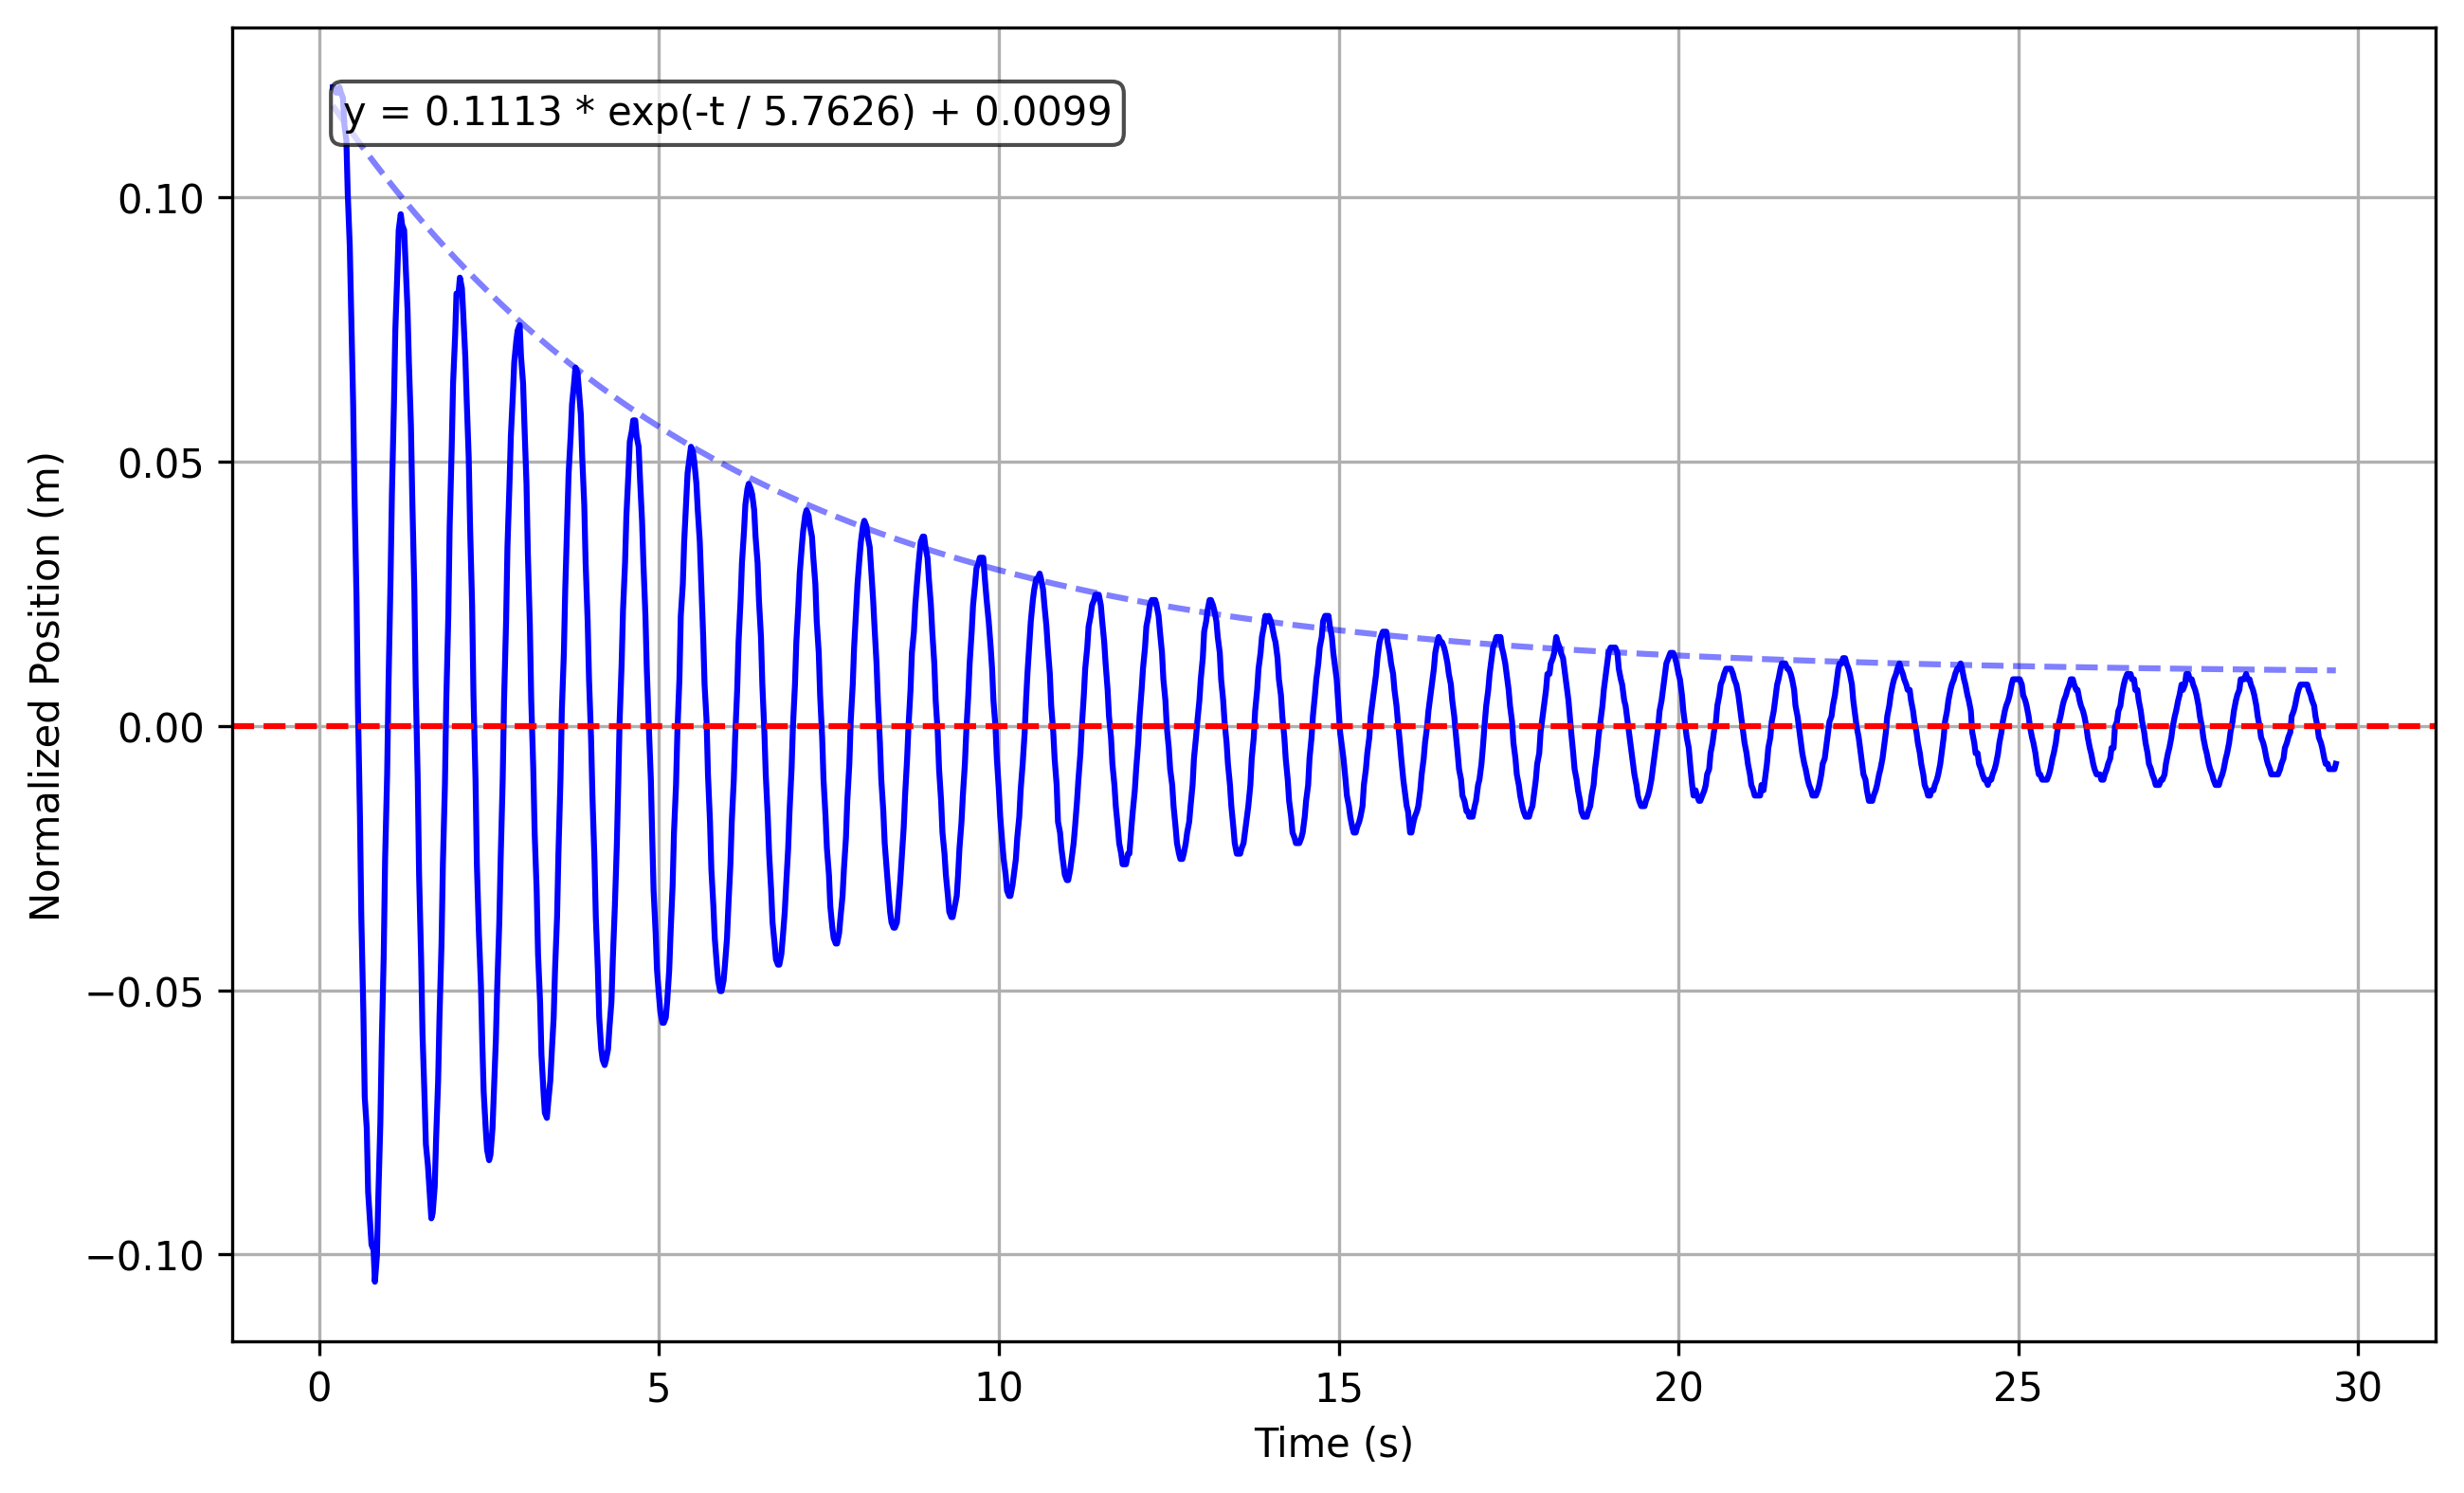 y = 0.1113 * exp(-t / 5.7626) + 0.0099
0.10
0.05
0.00
−0.05
−0.10
Normalized Position (m)
0 5 10 15 20 25 30
Time (s)